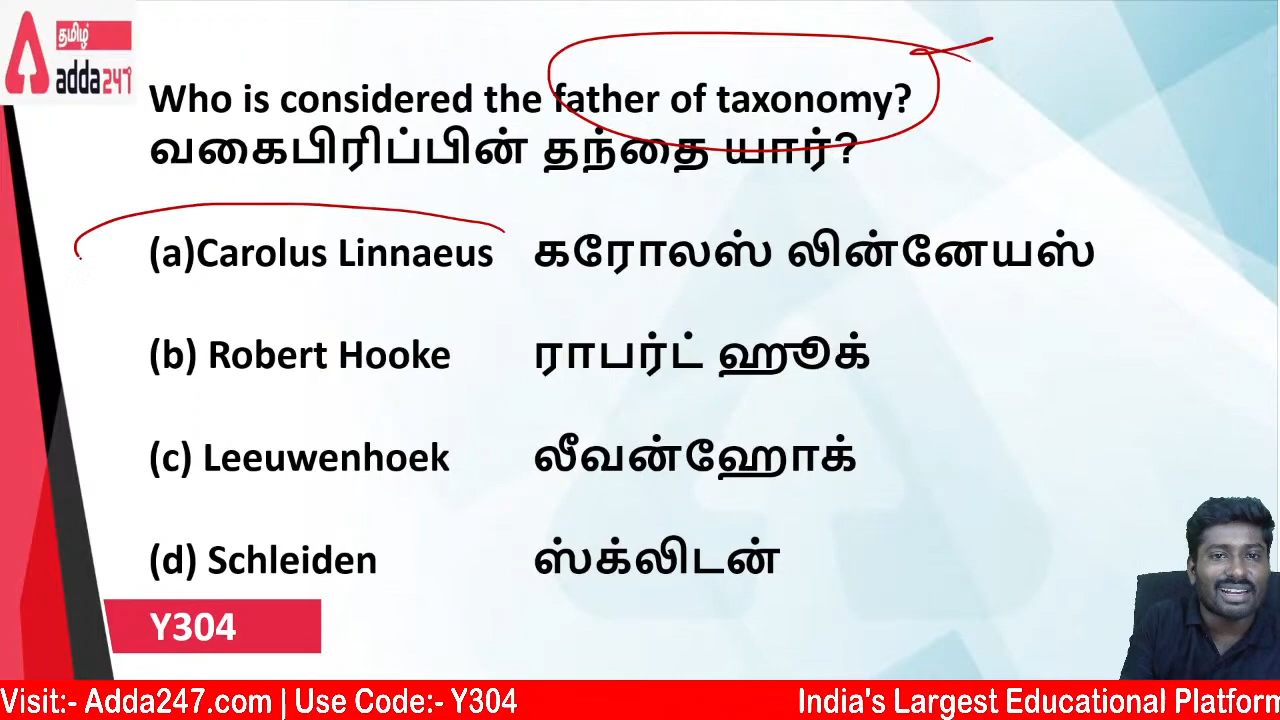 தமிழ்
adda247
Who is considered the father of taxonomy?
வகைபிரிப்பின் தந்தை யார்?
(a)Carolus Linnaeus கரோலஸ் லின்னேயஸ்
(b) Robert Hooke ராபர்ட் ஹூக்
(c) Leeuwenhoek லீவன்ஹோக்
(d) Schleiden ஸ்க்லிடன்
Y304
Visit:- Adda247.com | Use Code:- Y304 India's Largest Educational Platform